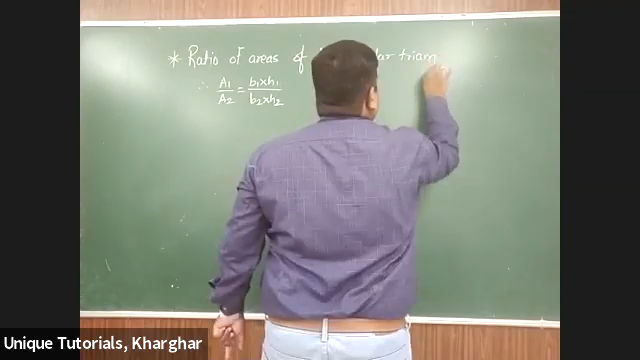 * Ratio of areas of
∴ A1/A2 = b1xh1/b2xh2
Unique Tutorials, Kharghar